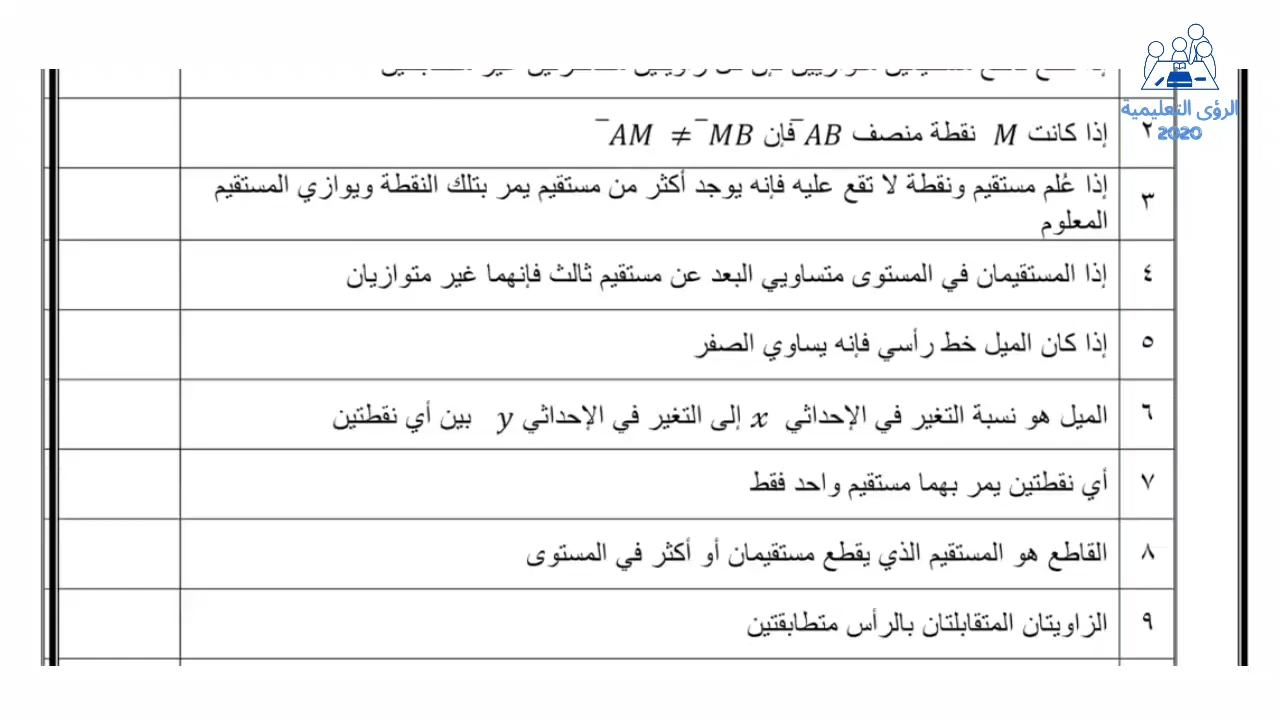 الرؤى التعليمية
2020
٢ إذا كانت M نقطة منصف ‾AB فإن ‾AM ≠ ‾MB
٣ إذا عُلم مستقيم ونقطة لا تقع عليه فإنه يوجد أكثر من مستقيم يمر بتلك النقطة ويوازي المستقيم
المعلوم
٤ إذا المستقيمان في المستوى متساويي البعد عن مستقيم ثالث فإنهما غير متوازيان
٥ إذا كان الميل خط رأسي فإنه يساوي الصفر
٦ الميل هو نسبة التغير في الإحداثي x إلى التغير في الإحداثي y بين أي نقطتين
٧ أي نقطتين يمر بهما مستقيم واحد فقط
٨ القاطع هو المستقيم الذي يقطع مستقيمان أو أكثر في المستوى
٩ الزاويتان المتقابلتان بالرأس متطابقتين